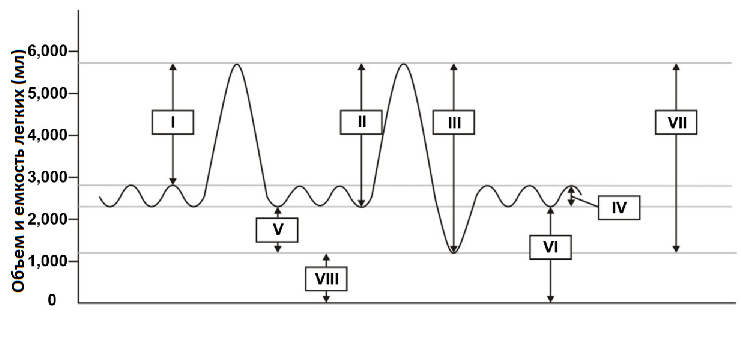 Объем и емкость легких (мл)
6,000
5,000
4,000
3,000
2,000
1,000
0
I
II
III
VII
IV
V
VI
VIII